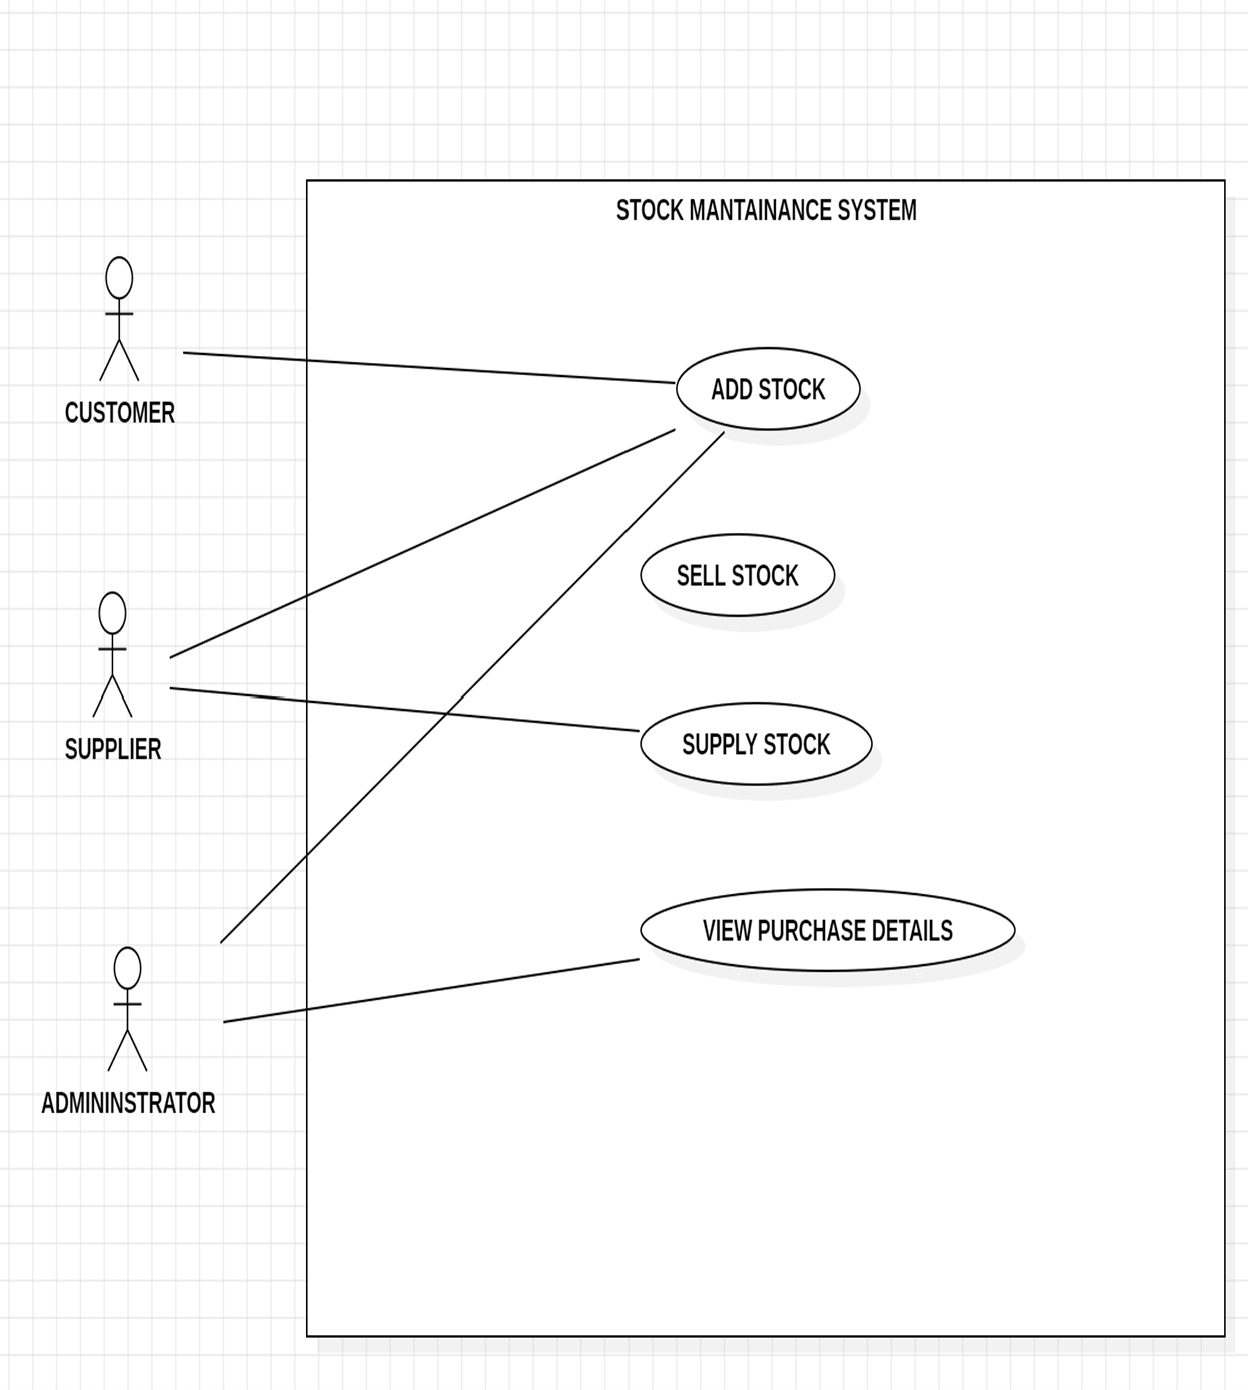 STOCK MANTAINANCE SYSTEM
CUSTOMER
ADD STOCK
SELL STOCK
SUPPLIER
SUPPLY STOCK
VIEW PURCHASE DETAILS
ADMININSTRATOR